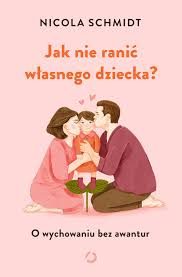 NICOLA SCHMIDT
Jak nie ranić
własnego dziecka?
O wychowaniu bez awantur